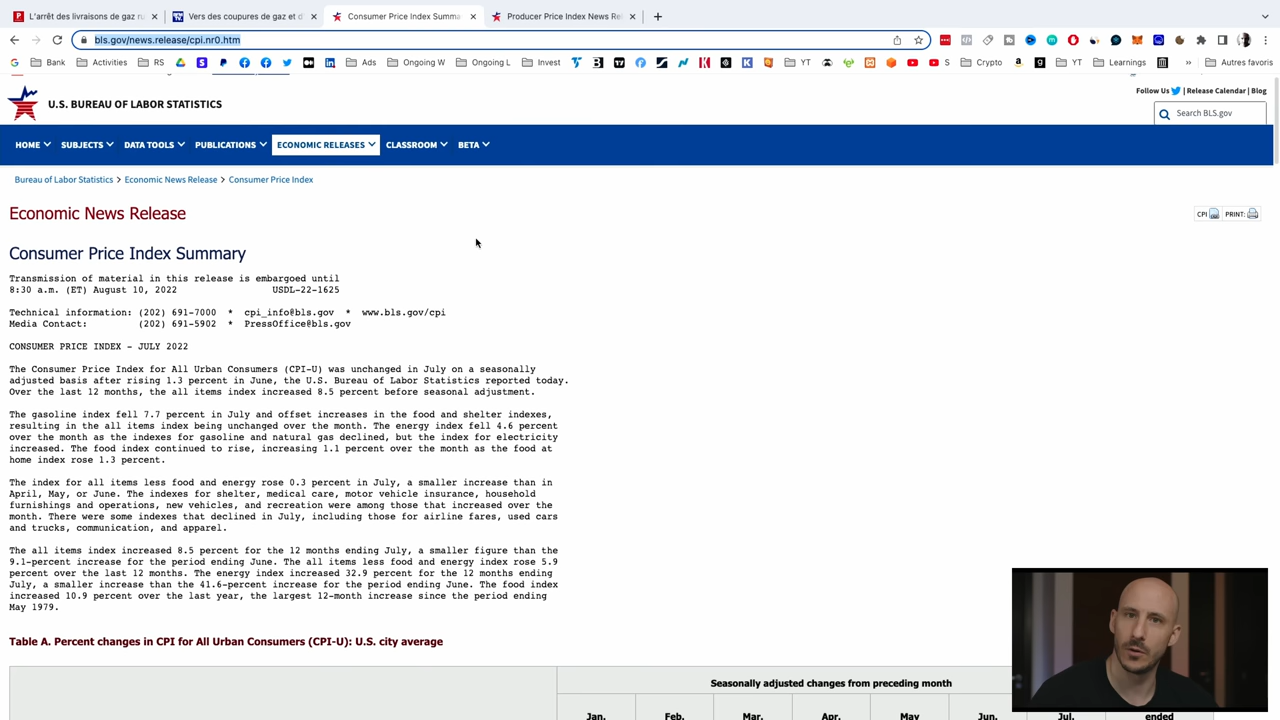 L'arrêt des livraisons de gaz ru
Vers des coupures de gaz et d'
Consumer Price Index Summa
Producer Price Index News Re
bls.gov/news.release/cpi.nr0.htm
Bank
Activities
RS
Ads
Ongoing W
Ongoing L
Invest
YT
Crypto
YT
Learnings
Autres favoris
Follow Us | Release Calendar | Blog
U.S. BUREAU OF LABOR STATISTICS
Search BLS.gov
HOME SUBJECTS DATA TOOLS PUBLICATIONS ECONOMIC RELEASES CLASSROOM BETA
Bureau of Labor Statistics > Economic News Release > Consumer Price Index
Economic News Release
CPI PRINT:
Consumer Price Index Summary
Transmission of material in this release is embargoed until
8:30 a.m. (ET) August 10, 2022 USDL-22-1625
Technical information: (202) 691-7000 * cpi_info@bls.gov * www.bls.gov/cpi
Media Contact: (202) 691-5902 * PressOffice@bls.gov
CONSUMER PRICE INDEX – JULY 2022
The Consumer Price Index for All Urban Consumers (CPI-U) was unchanged in July on a seasonally
adjusted basis after rising 1.3 percent in June, the U.S. Bureau of Labor Statistics reported today.
Over the last 12 months, the all items index increased 8.5 percent before seasonal adjustment.
The gasoline index fell 7.7 percent in July and offset increases in the food and shelter indexes,
resulting in the all items index being unchanged over the month. The energy index fell 4.6 percent
over the month as the indexes for gasoline and natural gas declined, but the index for electricity
increased. The food index continued to rise, increasing 1.1 percent over the month as the food at
home index rose 1.3 percent.
The index for all items less food and energy rose 0.3 percent in July, a smaller increase than in
April, May, or June. The indexes for shelter, medical care, motor vehicle insurance, household
furnishings and operations, new vehicles, and recreation were among those that increased over the
month. There were some indexes that declined in July, including those for airline fares, used cars
and trucks, communication, and apparel.
The all items index increased 8.5 percent for the 12 months ending July, a smaller figure than the
9.1-percent increase for the period ending June. The all items less food and energy index rose 5.9
percent over the last 12 months. The energy index increased 32.9 percent for the 12 months ending
July, a smaller increase than the 41.6-percent increase for the period ending June. The food index
increased 10.9 percent over the last year, the largest 12-month increase since the period ending
May 1979.
Table A. Percent changes in CPI for All Urban Consumers (CPI-U): U.S. city average
Seasonally adjusted changes from preceding month
Jan. Feb. Mar. Apr. May Jun. Jul. ended